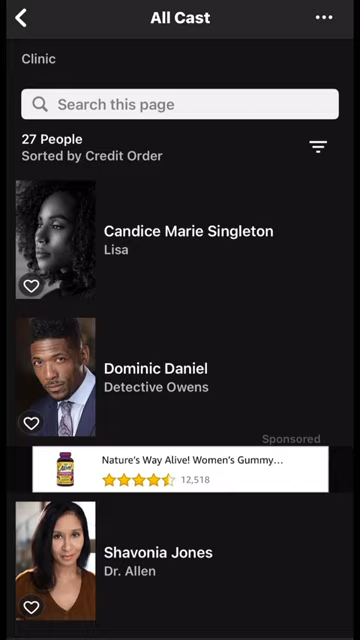 All Cast
Clinic
Search this page
27 People
Sorted by Credit Order
Candice Marie Singleton
Lisa
Dominic Daniel
Detective Owens
Sponsored
Nature's Way Alive! Women's Gummy...
12,518
Shavonia Jones
Dr. Allen